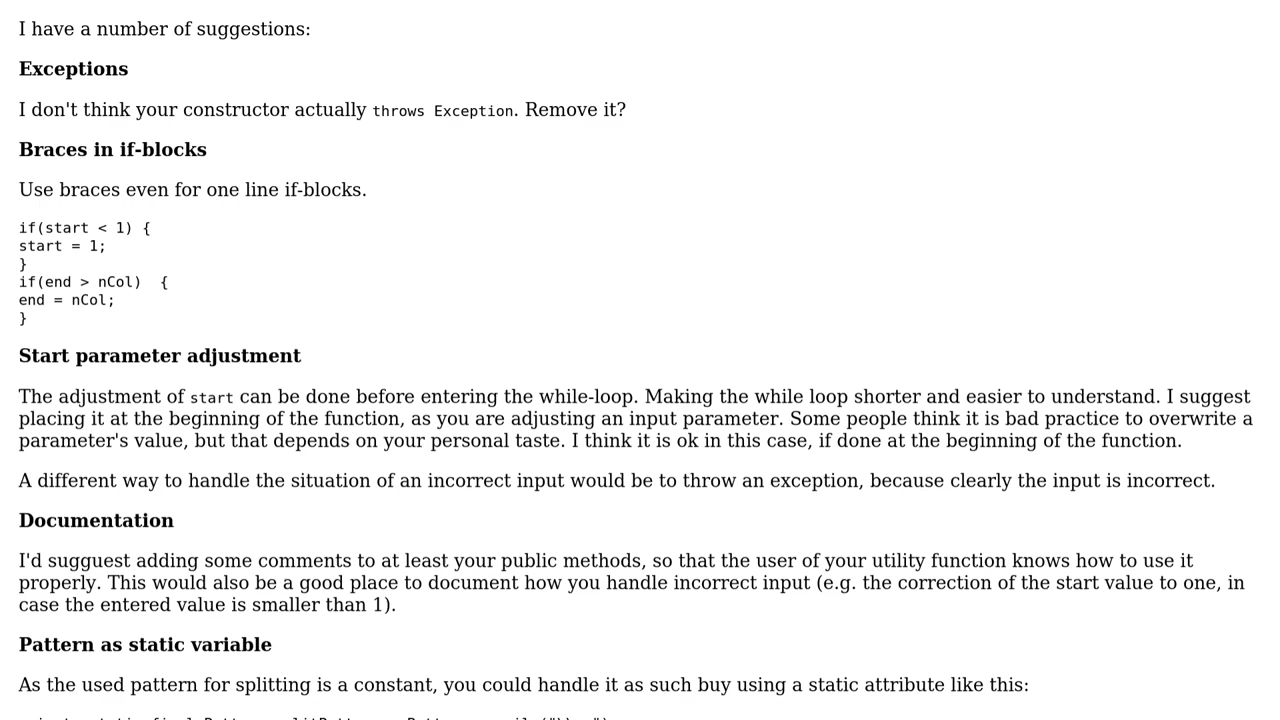 I have a number of suggestions:
Exceptions
I don't think your constructor actually throws Exception. Remove it?
Braces in if-blocks
Use braces even for one line if-blocks.
if(start < 1) {
start = 1;
}
if(end > nCol)  {
end = nCol;
}
Start parameter adjustment
The adjustment of start can be done before entering the while-loop. Making the while loop shorter and easier to understand. I suggest
placing it at the beginning of the function, as you are adjusting an input parameter. Some people think it is bad practice to overwrite a
parameter's value, but that depends on your personal taste. I think it is ok in this case, if done at the beginning of the function.
A different way to handle the situation of an incorrect input would be to throw an exception, because clearly the input is incorrect.
Documentation
I'd sugguest adding some comments to at least your public methods, so that the user of your utility function knows how to use it
properly. This would also be a good place to document how you handle incorrect input (e.g. the correction of the start value to one, in
case the entered value is smaller than 1).
Pattern as static variable
As the used pattern for splitting is a constant, you could handle it as such buy using a static attribute like this: